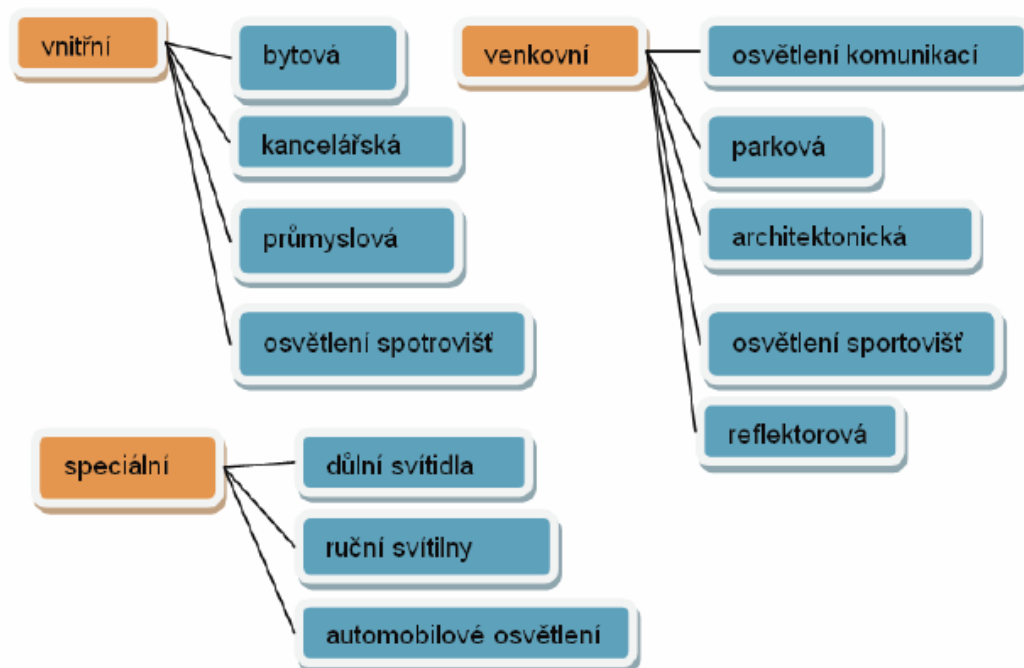 vnitřní
bytová
kancelářská
průmyslová
osvětlení spotrovišť
venkovní
osvětlení komunikací
parková
architektonická
osvětlení sportovišť
reflektorová
speciální
důlní svítidla
ruční svítilny
automobilové osvětlení